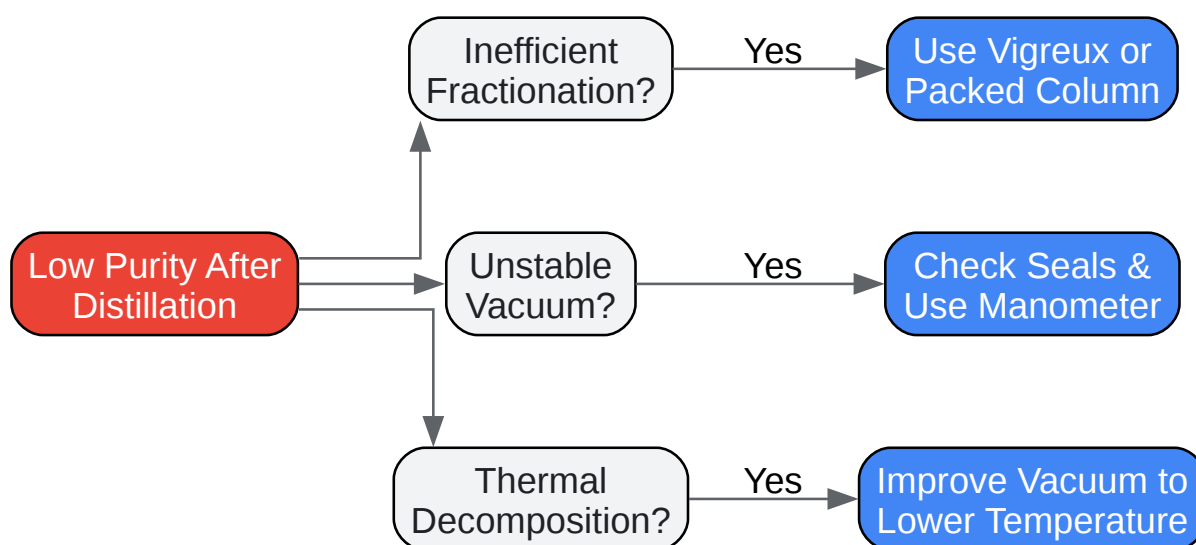 Inefficient
Fractionation?
Yes
Use Vigreux or
Packed Column
Low Purity After
Distillation
Unstable
Vacuum?
Yes
Check Seals &
Use Manometer
Thermal
Decomposition?
Yes
Improve Vacuum to
Lower Temperature